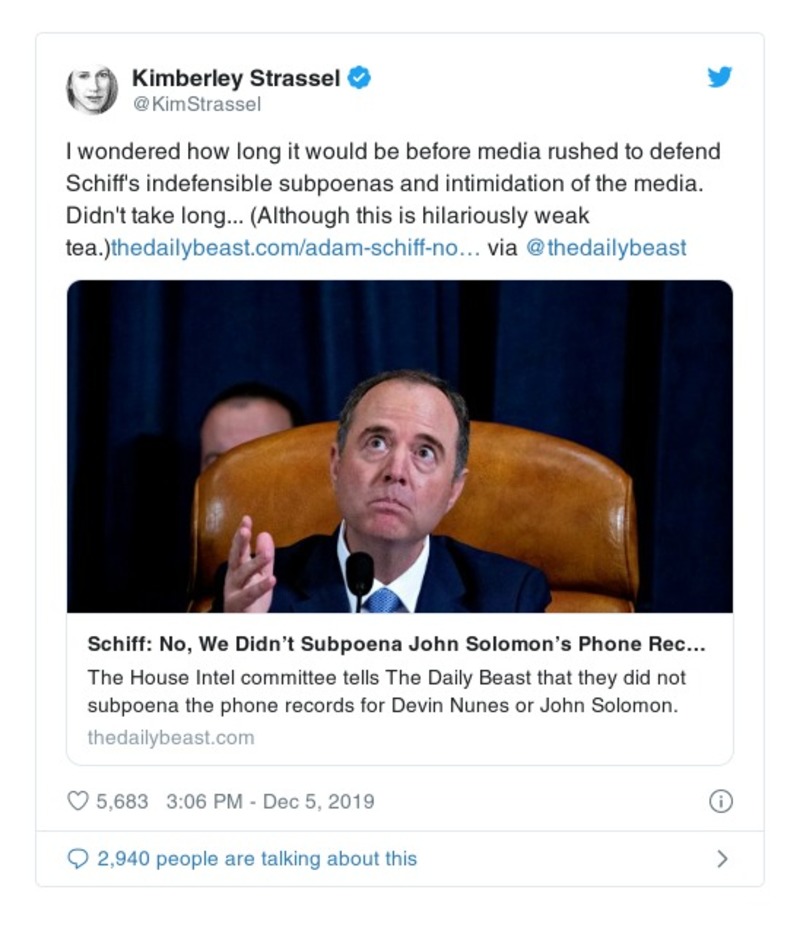 Kimberley Strassel
@KimStrassel
I wondered how long it would be before media rushed to defend
Schiff's indefensible subpoenas and intimidation of the media.
Didn't take long... (Although this is hilariously weak
tea.)thedailybeast.com/adam-schiff-no… via @thedailybeast
Schiff: No, We Didn’t Subpoena John Solomon’s Phone Rec…
The House Intel committee tells The Daily Beast that they did not
subpoena the phone records for Devin Nunes or John Solomon.
thedailybeast.com
5,683 3:06 PM - Dec 5, 2019
2,940 people are talking about this